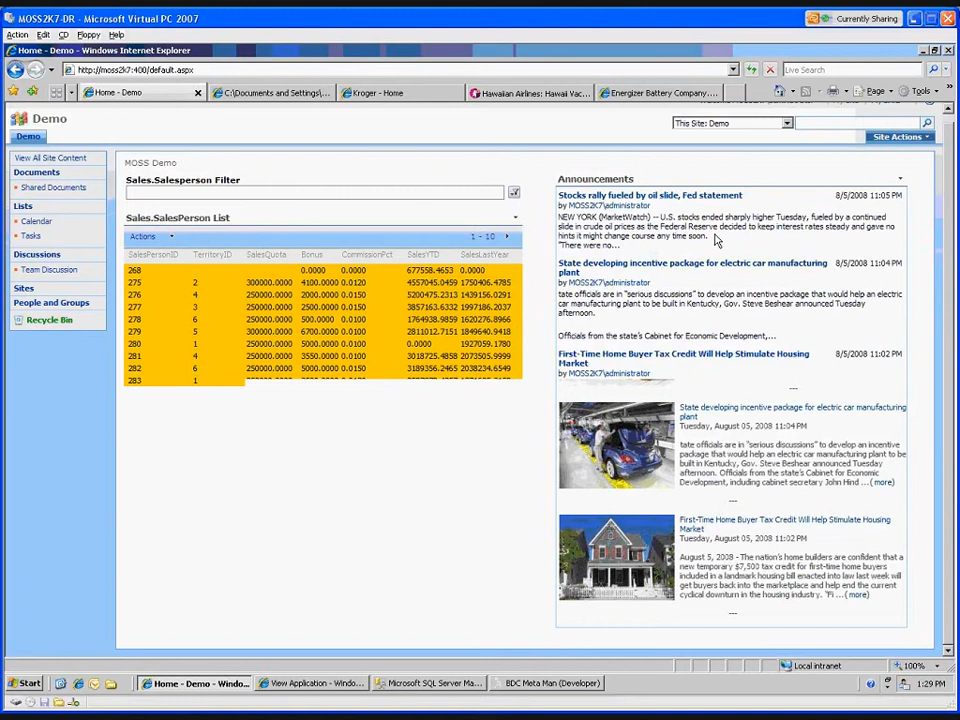 MOSS2K7-DR - Microsoft Virtual PC 2007
Currently Sharing
Action Edit CD Floppy Help
Home - Demo - Windows Internet Explorer
http://moss2k7:400/default.aspx
Live Search
Home - Demo
C:\Documents and Settings\...
Kroger - Home
Hawaiian Airlines: Hawaii Vac...
Energizer Battery Company....
Page
Tools
Demo
This Site: Demo
Demo
Site Actions
View All Site Content
Documents
Shared Documents
Lists
Calendar
Tasks
Discussions
Team Discussion
Sites
People and Groups
Recycle Bin
MOSS Demo
Sales.Salesperson Filter
Sales.SalesPerson List
Actions
1 - 10
SalesPersonID TerritoryID SalesQuota Bonus CommissionPct SalesYTD SalesLastYear
268 0.0000 0.0000 677558.4653 0.0000
275 2 300000.0000 4100.0000 0.0120 4557045.0459 1750406.4785
276 4 250000.0000 2000.0000 0.0150 5200475.2313 1439156.0291
277 3 250000.0000 2500.0000 0.0150 3857163.6332 1997186.2037
278 6 250000.0000 500.0000 0.0100 1764938.9859 1620276.8966
279 5 300000.0000 6700.0000 0.0100 2811012.7151 1849640.9418
280 1 250000.0000 5000.0000 0.0100 0.0000 1927059.1780
281 4 250000.0000 3550.0000 0.0100 3018725.4858 2073505.9999
282 6 250000.0000 5000.0000 0.0150 3189356.2465 2038234.6549
283 1
Announcements
Stocks rally fueled by oil slide, Fed statement 8/5/2008 11:05 PM
by MOSS2K7\administrator
NEW YORK (MarketWatch) -- U.S. stocks ended sharply higher Tuesday, fueled by a continued
slide in crude oil prices as the Federal Reserve decided to keep interest rates steady and gave no
hints it might change course any time soon.
"There were no...
State developing incentive package for electric car manufacturing 8/5/2008 11:04 PM
plant
by MOSS2K7\administrator
tate officials are in "serious discussions" to develop an incentive package that would help an electric
car manufacturing plant to be built in Kentucky, Gov. Steve Beshear announced Tuesday
afternoon.
Officials from the state's Cabinet for Economic Development,...
First-Time Home Buyer Tax Credit Will Help Stimulate Housing 8/5/2008 11:02 PM
Market
by MOSS2K7\administrator
---
State developing incentive package for electric car manufacturing
plant
Tuesday, August 05, 2008 11:04 PM
tate officials are in "serious discussions" to develop an incentive
package that would help an electric car manufacturing plant to be
built in Kentucky, Gov. Steve Beshear announced Tuesday
afternoon. Officials from the state's Cabinet for Economic
Development, including cabinet secretary John Hind ...(more)
---
First-Time Home Buyer Tax Credit Will Help Stimulate Housing
Market
Tuesday, August 05, 2008 11:02 PM
August 5, 2008 - The nation's home builders are confident that a
new temporary $7,500 tax credit for first-time home buyers
included in a landmark housing bill enacted into law last week will
get buyers back into the marketplace and help end the current
cyclical downturn in the housing industry. "Fi ...(more)
---
Local intranet
100%
Start
Home - Demo - Windo...
View Application - Windo...
Microsoft SQL Server Ma...
BDC Meta Man (Developer)
1:29 PM